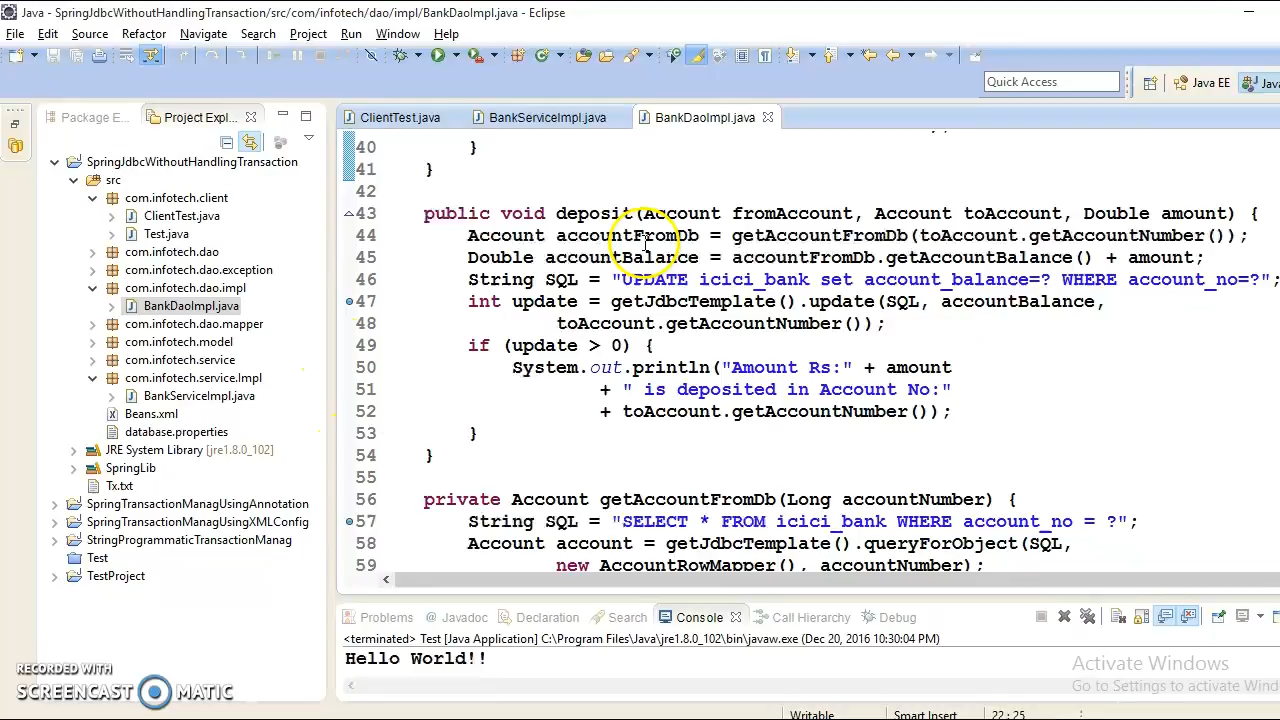 Java - SpringJdbcWithoutHandlingTransaction/src/com/infotech/dao/impl/BankDaoImpl.java - Eclipse
File Edit Source Refactor Navigate Search Project Run Window Help
Quick Access
Java EE
Java
Package E...
Project Expl...
ClientTest.java
BankServiceImpl.java
BankDaoImpl.java
SpringJdbcWithoutHandlingTransaction
src
com.infotech.client
ClientTest.java
Test.java
com.infotech.dao
com.infotech.dao.exception
com.infotech.dao.impl
BankDaoImpl.java
com.infotech.dao.mapper
com.infotech.model
com.infotech.service
com.infotech.service.Impl
BankServiceImpl.java
Beans.xml
database.properties
JRE System Library [jre1.8.0_102]
SpringLib
Tx.txt
SpringTransactionManagUsingAnnotation
SpringTransactionManagUsingXMLConfig
StringProgrammaticTransactionManag
Test
TestProject
40 }
41 }
42
43 public void deposit(Account fromAccount, Account toAccount, Double amount) {
44 Account accountFromDb = getAccountFromDb(toAccount.getAccountNumber());
45 Double accountBalance = accountFromDb.getAccountBalance() + amount;
46 String SQL = "UPDATE icici_bank set account_balance=? WHERE account_no=?";
47 int update = getJdbcTemplate().update(SQL, accountBalance,
48 toAccount.getAccountNumber());
49 if (update > 0) {
50 System.out.println("Amount Rs:" + amount
51 + " is deposited in Account No:"
52 + toAccount.getAccountNumber());
53 }
54 }
55
56 private Account getAccountFromDb(Long accountNumber) {
57 String SQL = "SELECT * FROM icici_bank WHERE account_no = ?";
58 Account account = getJdbcTemplate().queryForObject(SQL,
59 new AccountRowMapper(), accountNumber);
Problems @ Javadoc Declaration Search Console Call Hierarchy Debug
<terminated> Test [Java Application] C:\Program Files\Java\jre1.8.0_102\bin\javaw.exe (Dec 20, 2016 10:30:04 PM)
Hello World!!
Activate Windows
Go to Settings to activate Win
RECORDED WITH
SCREENCAST MATIC
Writable Smart Insert 22 : 25